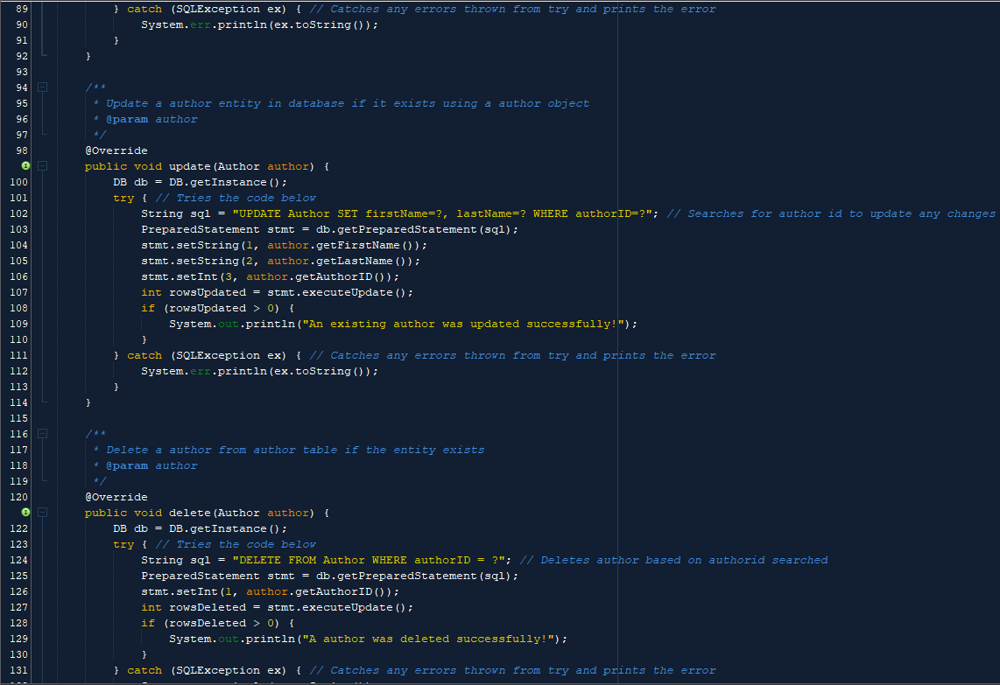 89 } catch (SQLException ex) { // Catches any errors thrown from try and prints the error
90 System.err.println(ex.toString());
91 }
92 }
93
94 /**
95 * Update a author entity in database if it exists using a author object
96 * @param author
97 */
98 @Override
public void update(Author author) {
100 DB db = DB.getInstance();
101 try { // Tries the code below
102 String sql = "UPDATE Author SET firstName=?, lastName=? WHERE authorID=?"; // Searches for author id to update any changes
103 PreparedStatement stmt = db.getPreparedStatement(sql);
104 stmt.setString(1, author.getFirstName());
105 stmt.setString(2, author.getLastName());
106 stmt.setInt(3, author.getAuthorID());
107 int rowsUpdated = stmt.executeUpdate();
108 if (rowsUpdated > 0) {
109 System.out.println("An existing author was updated successfully!");
110 }
111 } catch (SQLException ex) { // Catches any errors thrown from try and prints the error
112 System.err.println(ex.toString());
113 }
114 }
115
116 /**
117 * Delete a author from author table if the entity exists
118 * @param author
119 */
120 @Override
public void delete(Author author) {
122 DB db = DB.getInstance();
123 try { // Tries the code below
124 String sql = "DELETE FROM Author WHERE authorID = ?"; // Deletes author based on authorid searched
125 PreparedStatement stmt = db.getPreparedStatement(sql);
126 stmt.setInt(1, author.getAuthorID());
127 int rowsDeleted = stmt.executeUpdate();
128 if (rowsDeleted > 0) {
129 System.out.println("A author was deleted successfully!");
130 }
131 } catch (SQLException ex) { // Catches any errors thrown from try and prints the error